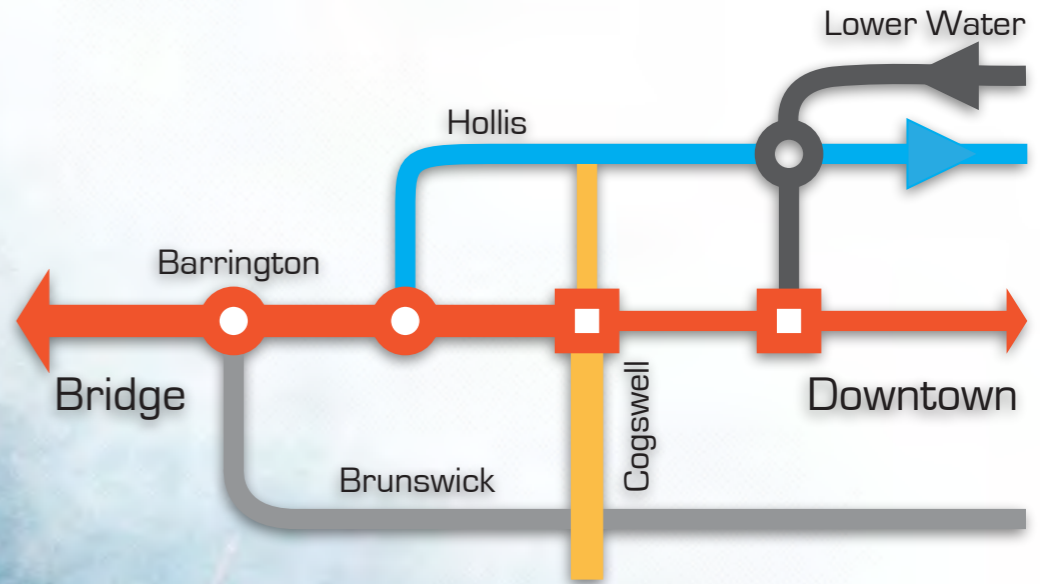 Lower Water
Hollis
Barrington
Bridge
Downtown
Cogswell
Brunswick